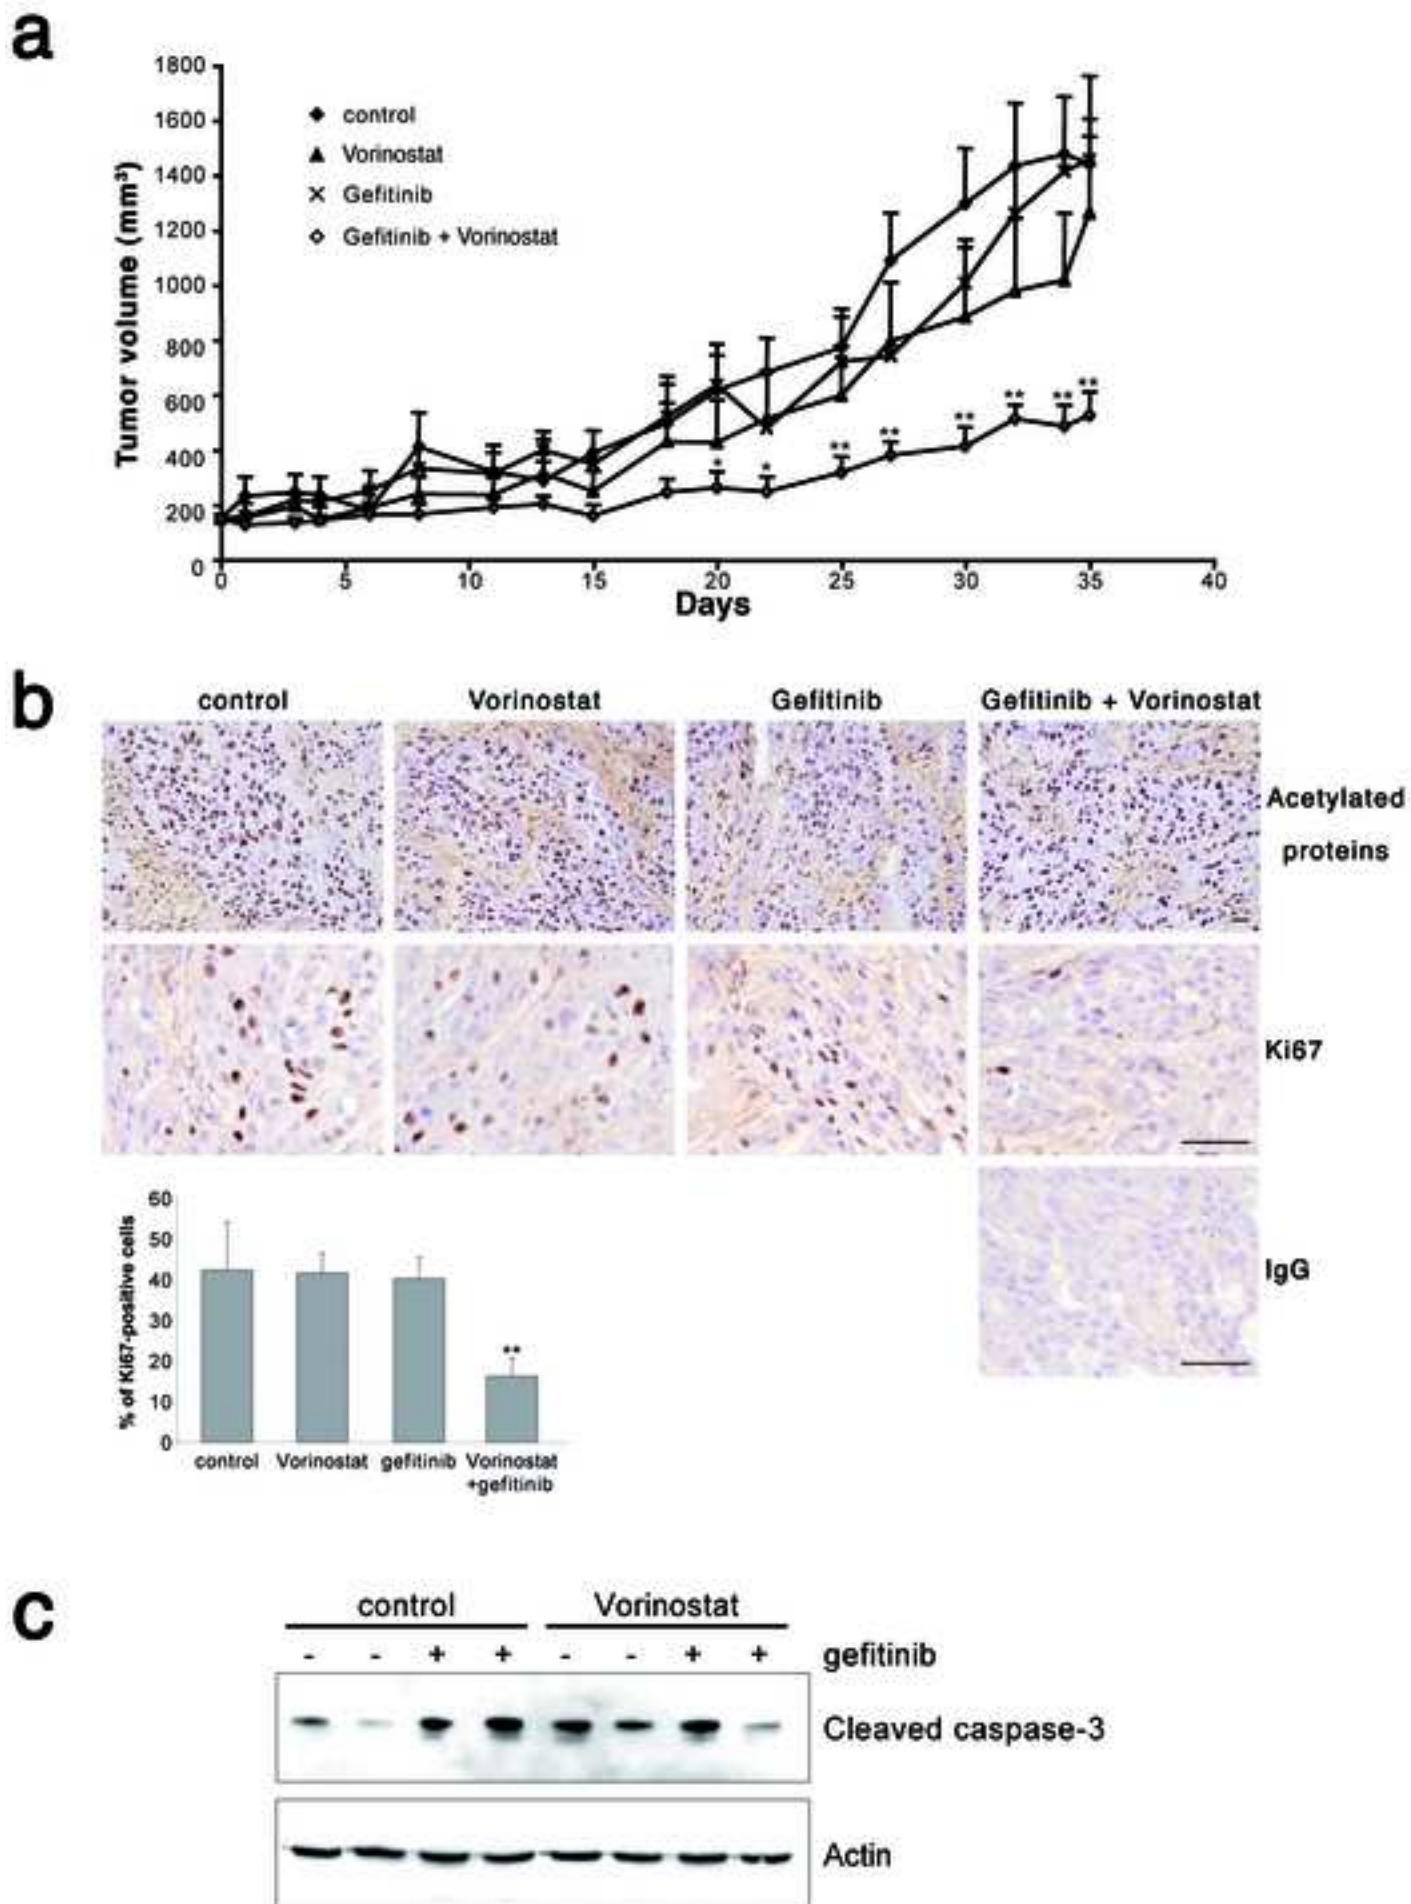 a
1800
1600
1400
1200
1000
800
600
400
200
0
Tumor volume (mm³)
control
Vorinostat
Gefitinib
Gefitinib + Vorinostat
* * ** ** ** ** ** **
0 5 10 15 20 25 30 35 40
Days
b
control Vorinostat Gefitinib Gefitinib + Vorinostat
Acetylated
proteins
Ki67
IgG
% of Ki67-positive cells
60
50
40
30
20
10
0
**
control Vorinostat gefitinib Vorinostat
+gefitinib
c
control Vorinostat
- - + + - - + + gefitinib
Cleaved caspase-3
Actin